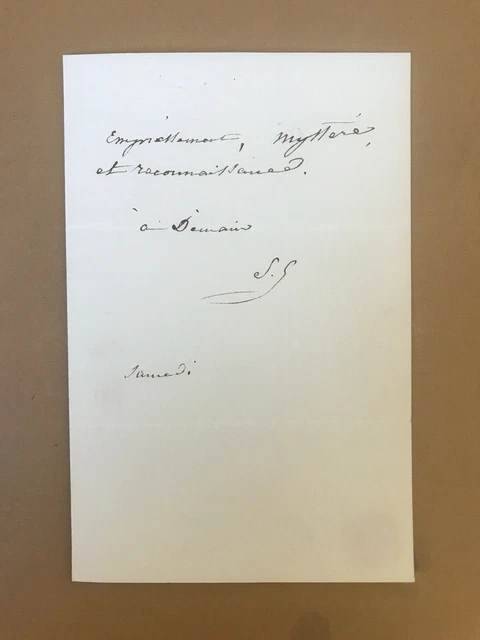 Empressement, mystère,
et reconnaissance.
à Demain
S. G
Samedi